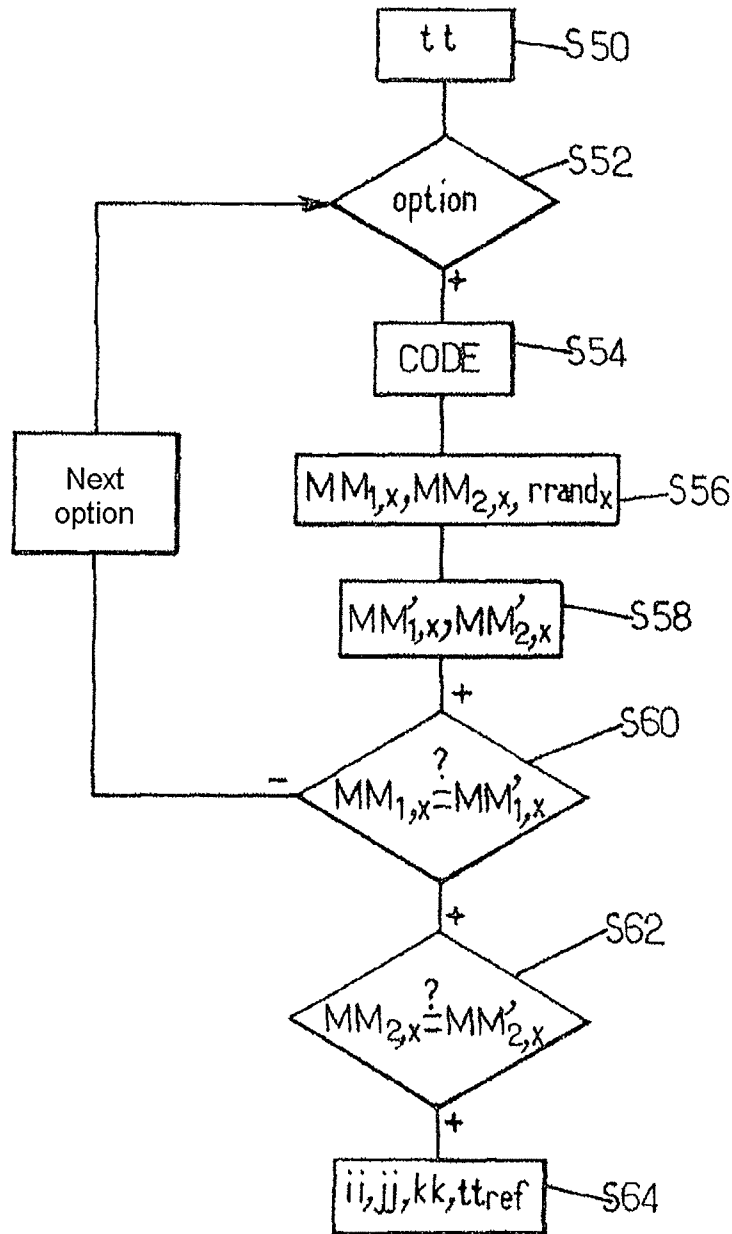 tt
S50
S52
option
+
CODE
S54
Next
option
MM1,x, MM2,x, rrandx
S56
MM'1,x, MM'2,x
S58
+
S60
-
?
MM1,x = MM'1,x
+
S62
?
MM2,x = MM'2,x
+
ii, jj, kk, ttref
S64